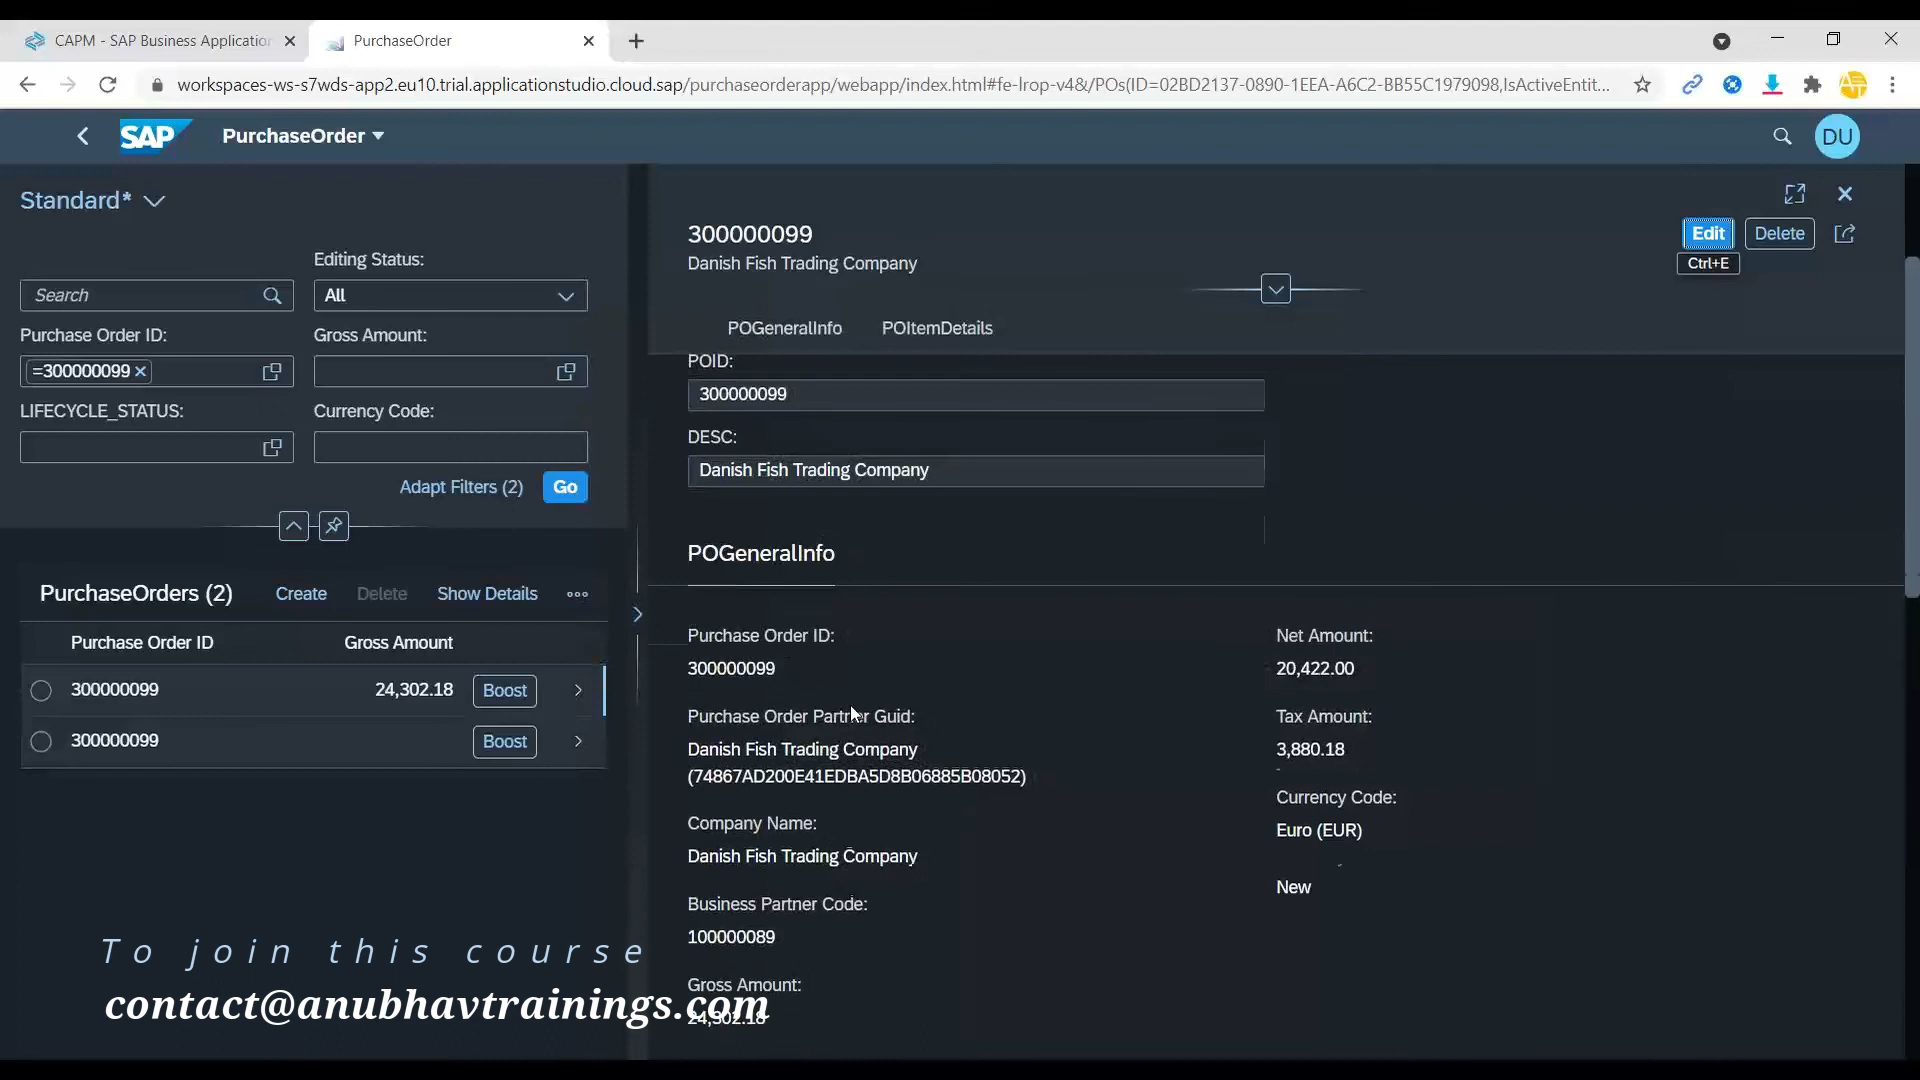 CAPM - SAP Business Application
PurchaseOrder
workspaces-ws-s7wds-app2.eu10.trial.applicationstudio.cloud.sap/purchaseorderapp/webapp/index.html#fe-lrop-v4&/POs(ID=02BD2137-0890-1EEA-A6C2-BB55C1979098,IsActiveEntit...
SAP
PurchaseOrder
DU
Standard*
Editing Status:
Search
All
Purchase Order ID:
Gross Amount:
=300000099
LIFECYCLE_STATUS:
Currency Code:
Adapt Filters (2)
Go
PurchaseOrders (2)
Create
Delete
Show Details
Purchase Order ID
Gross Amount
300000099
24,302.18
Boost
300000099
Boost
300000099
Danish Fish Trading Company
Edit
Delete
Ctrl+E
POGeneralInfo
POItemDetails
POID:
300000099
DESC:
Danish Fish Trading Company
POGeneralInfo
Purchase Order ID:
300000099
Purchase Order Partner Guid:
Danish Fish Trading Company
(74867AD200E41EDBA5D8B06885B08052)
Company Name:
Danish Fish Trading Company
Business Partner Code:
100000089
Gross Amount:
24,302.18
Net Amount:
20,422.00
Tax Amount:
3,880.18
Currency Code:
Euro (EUR)
New
To join this course
contact@anubhavtrainings.com